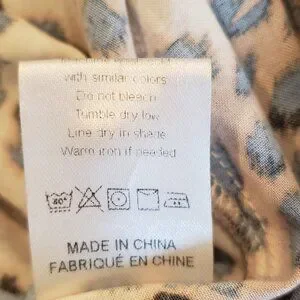 with similar colors
Do not bleach
Tumble dry low
Line dry in shade
Warm iron if needed
40°
MADE IN CHINA
FABRIQUÉ EN CHINE